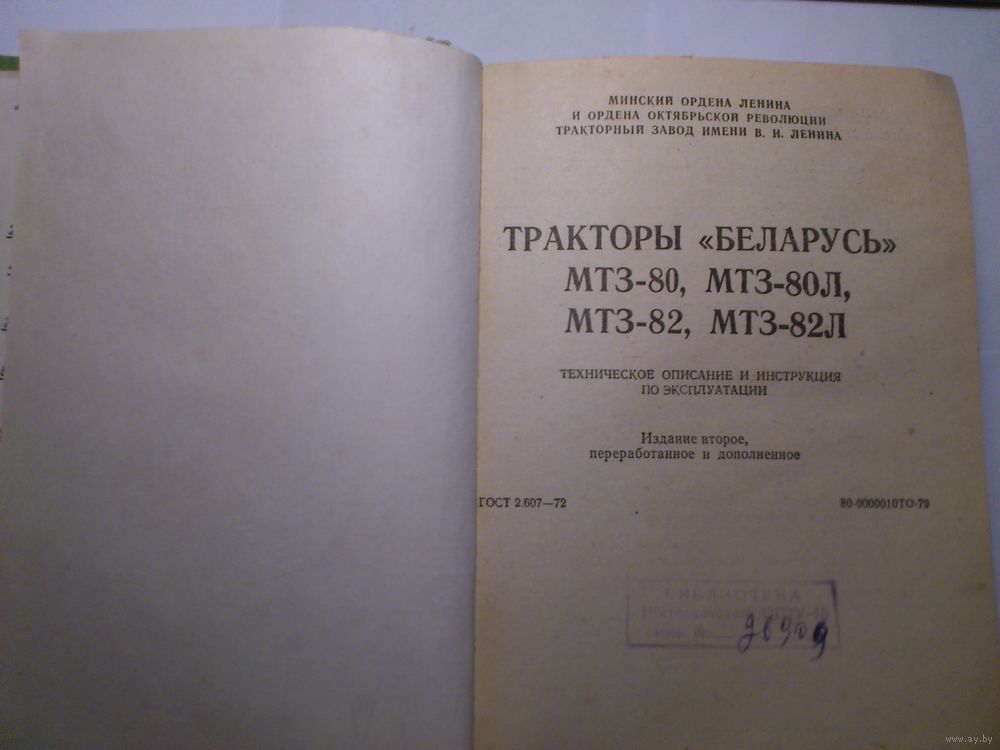 МИНСКИЙ ОРДЕНА ЛЕНИНА
И ОРДЕНА ОКТЯБРЬСКОЙ РЕВОЛЮЦИИ
ТРАКТОРНЫЙ ЗАВОД ИМЕНИ В. И. ЛЕНИНА
ТРАКТОРЫ «БЕЛАРУСЬ»
МТЗ-80, МТЗ-80Л,
МТЗ-82, МТЗ-82Л
ТЕХНИЧЕСКОЕ ОПИСАНИЕ И ИНСТРУКЦИЯ
ПО ЭКСПЛУАТАЦИИ
Издание второе,
переработанное и дополненное
ГОСТ 2.607—72 80-0000010ТО-79
БИБЛИОТЕКА
www.ay.by